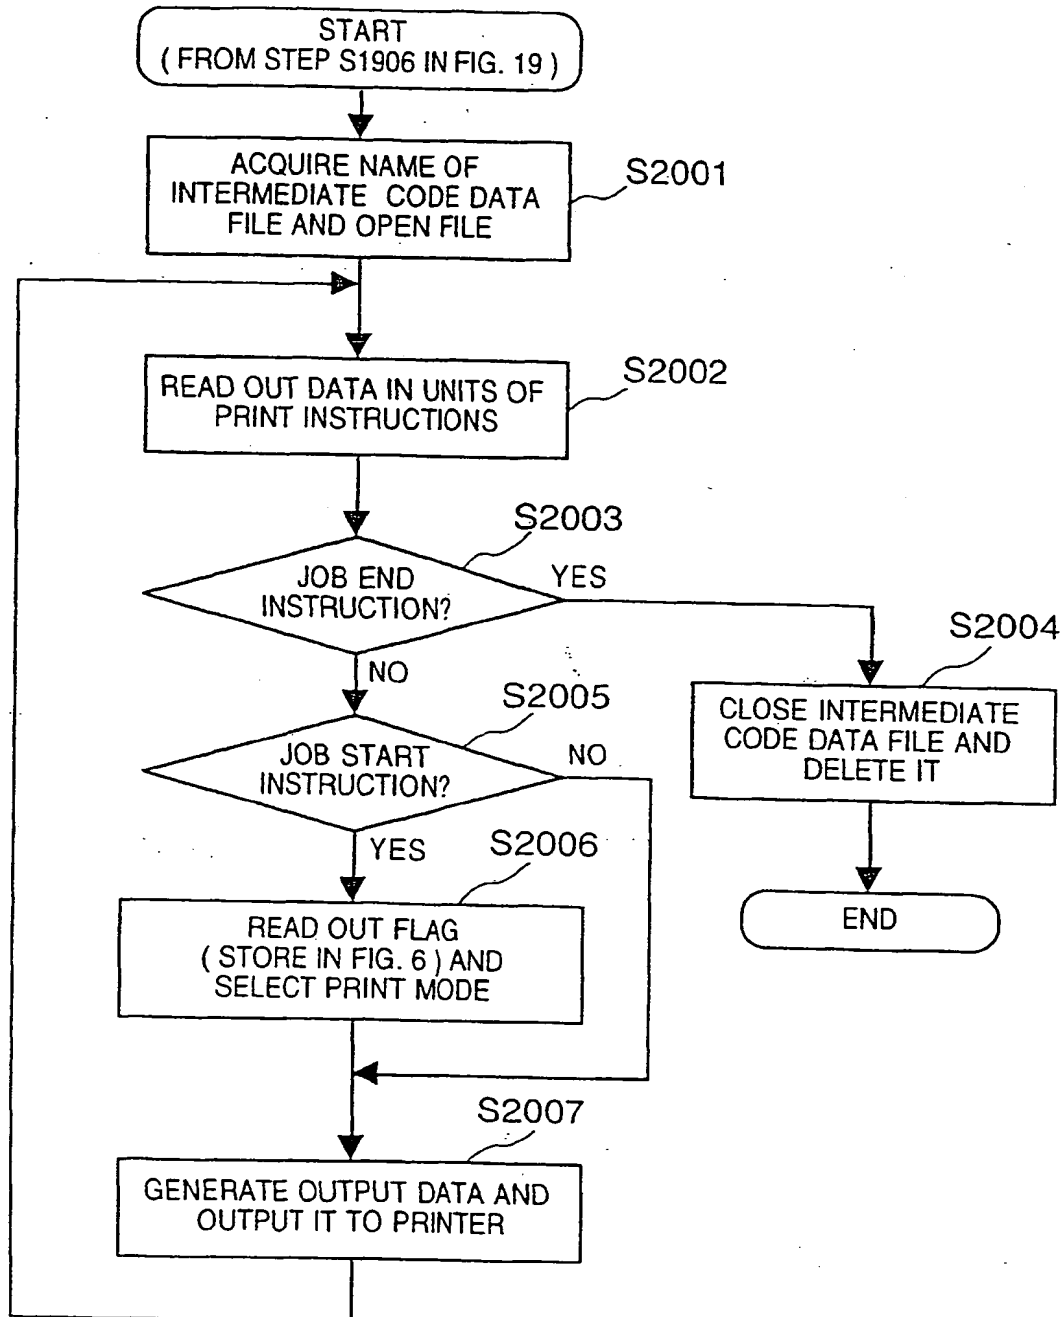 START
( FROM STEP S1906 IN FIG. 19 )
ACQUIRE NAME OF
INTERMEDIATE CODE DATA
FILE AND OPEN FILE
S2001
READ OUT DATA IN UNITS OF
PRINT INSTRUCTIONS
S2002
JOB END
INSTRUCTION?
S2003
YES
NO
S2004
CLOSE INTERMEDIATE
CODE DATA FILE AND
DELETE IT
END
JOB START
INSTRUCTION?
S2005
NO
YES
S2006
READ OUT FLAG
( STORE IN FIG. 6 ) AND
SELECT PRINT MODE
S2007
GENERATE OUTPUT DATA AND
OUTPUT IT TO PRINTER